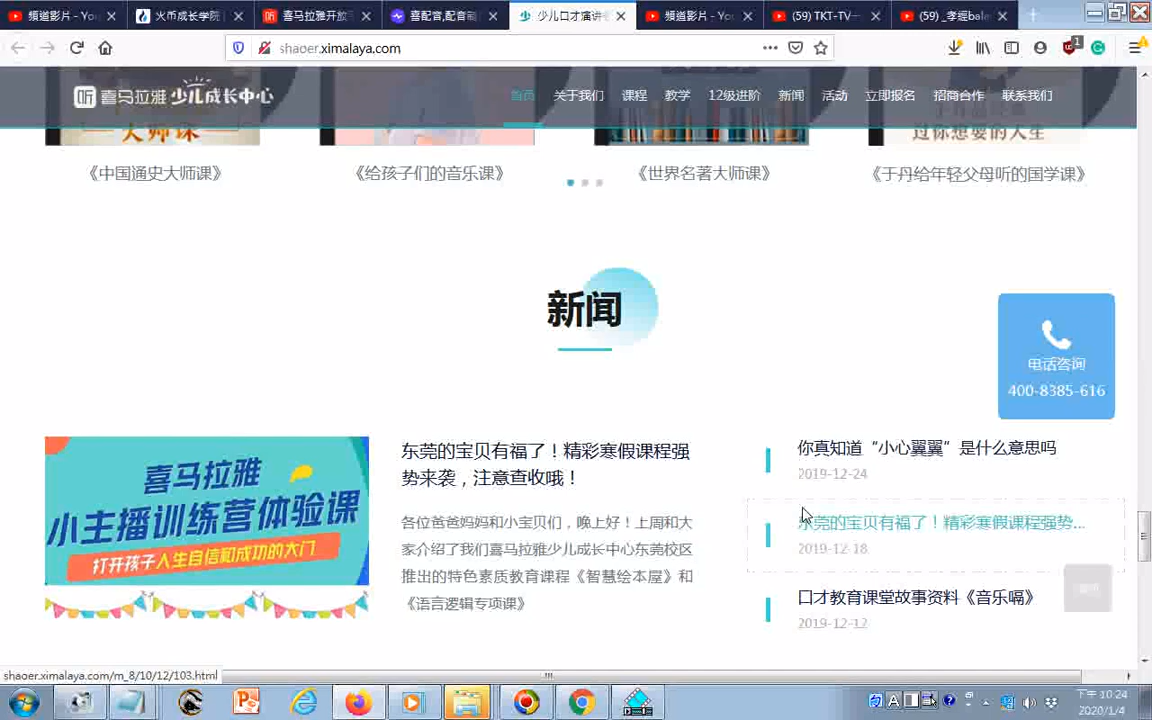 頻道影片 - You
火币成长学院
喜马拉雅开放
喜配音,配音
少儿口才演讲
頻道影片 - You
(59) TKT-TV
shaoer.ximalaya.com
喜马拉雅 少儿成长中心
首页 关于我们 课程 教学 12级进阶 新闻 活动 立即报名 招商合作 联系我们
大师课
过你想要的人生
《中国通史大师课》
《给孩子们的音乐课》
《世界名著大师课》
《于丹给年轻父母听的国学课》
新闻
电话咨询
400-8385-616
喜马拉雅
小主播训练营体验课
打开孩子人生自信和成功的大门
东莞的宝贝有福了！精彩寒假课程强
势来袭，注意查收哦！
各位爸爸妈妈和小宝贝们，晚上好！上周和大
家介绍了我们喜马拉雅少儿成长中心东莞校区
推出的特色素质教育课程《智慧绘本屋》和
《语言逻辑专项课》
你真知道“小心翼翼”是什么意思吗
2019-12-24
东莞的宝贝有福了！精彩寒假课程强势...
2019-12-18
口才教育课堂故事资料《音乐嗝》
2019-12-12
shaoer.ximalaya.com/m_8/10/12/103.html
下午 10:24
2020/1/4